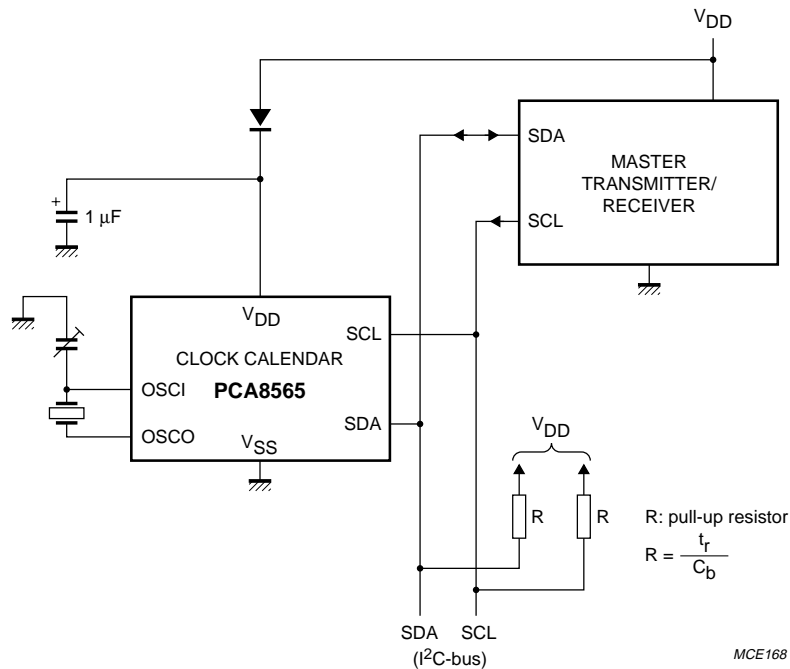 VDD
SDA
MASTER
TRANSMITTER/
RECEIVER
SCL
+
1 μF
VDD
SCL
CLOCK CALENDAR
PCA8565
OSCI
SDA
OSCO
VSS
VDD
R
R
R: pull-up resistor
R = tr
Cb
SDA SCL
(I²C-bus)
MCE168